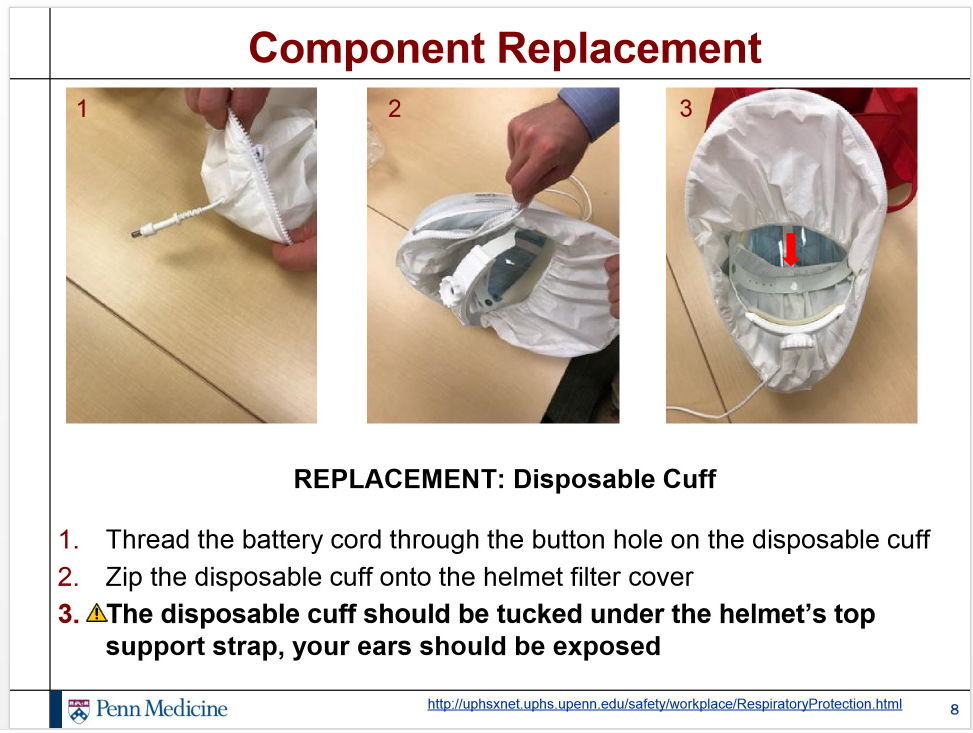 Component Replacement
1
2
3
REPLACEMENT: Disposable Cuff
1. Thread the battery cord through the button hole on the disposable cuff
2. Zip the disposable cuff onto the helmet filter cover
3. ⚠The disposable cuff should be tucked under the helmet’s top
support strap, your ears should be exposed
Penn Medicine
http://uphsxnet.uphs.upenn.edu/safety/workplace/RespiratoryProtection.html
8